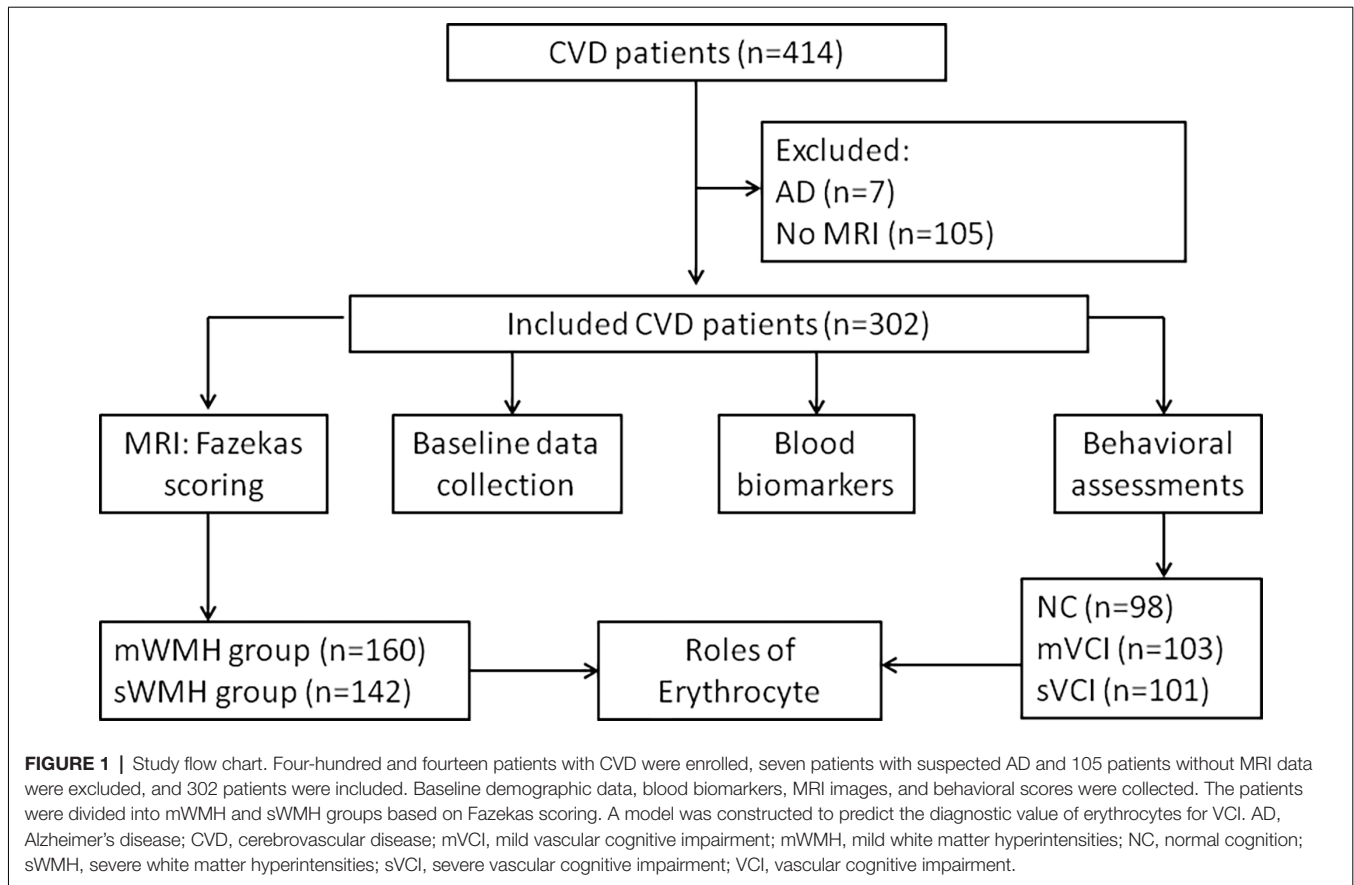 CVD patients (n=414)
Excluded:
AD (n=7)
No MRI (n=105)
Included CVD patients (n=302)
MRI: Fazekas
scoring
Baseline data
collection
Blood
biomarkers
Behavioral
assessments
mWMH group (n=160)
sWMH group (n=142)
Roles of
Erythrocyte
NC (n=98)
mVCI (n=103)
sVCI (n=101)
FIGURE 1 | Study flow chart. Four-hundred and fourteen patients with CVD were enrolled, seven patients with suspected AD and 105 patients without MRI data
were excluded, and 302 patients were included. Baseline demographic data, blood biomarkers, MRI images, and behavioral scores were collected. The patients
were divided into mWMH and sWMH groups based on Fazekas scoring. A model was constructed to predict the diagnostic value of erythrocytes for VCI. AD,
Alzheimer's disease; CVD, cerebrovascular disease; mVCI, mild vascular cognitive impairment; mWMH, mild white matter hyperintensities; NC, normal cognition;
sWMH, severe white matter hyperintensities; sVCI, severe vascular cognitive impairment; VCI, vascular cognitive impairment.